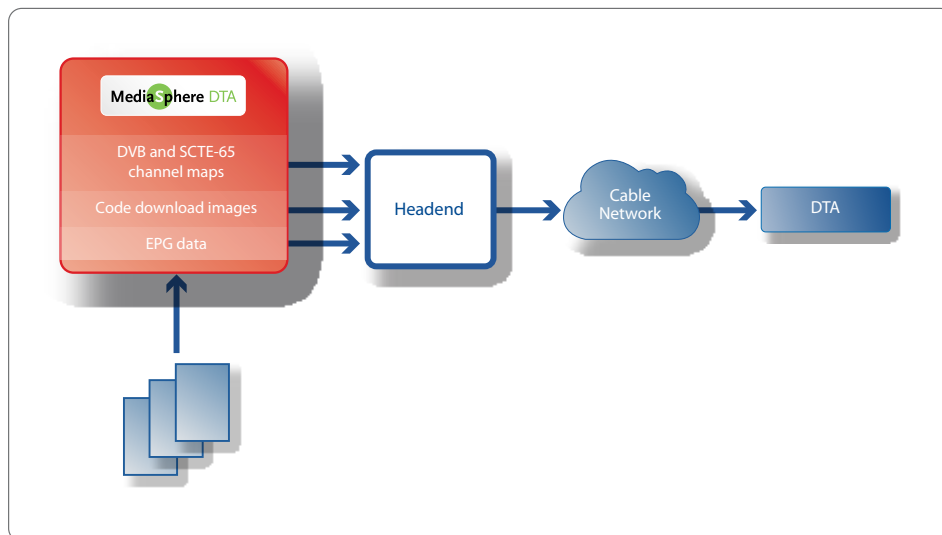 MediaSphere DTA
DVB and SCTE-65
channel maps
Code download images
EPG data
Headend
Cable
Network
DTA